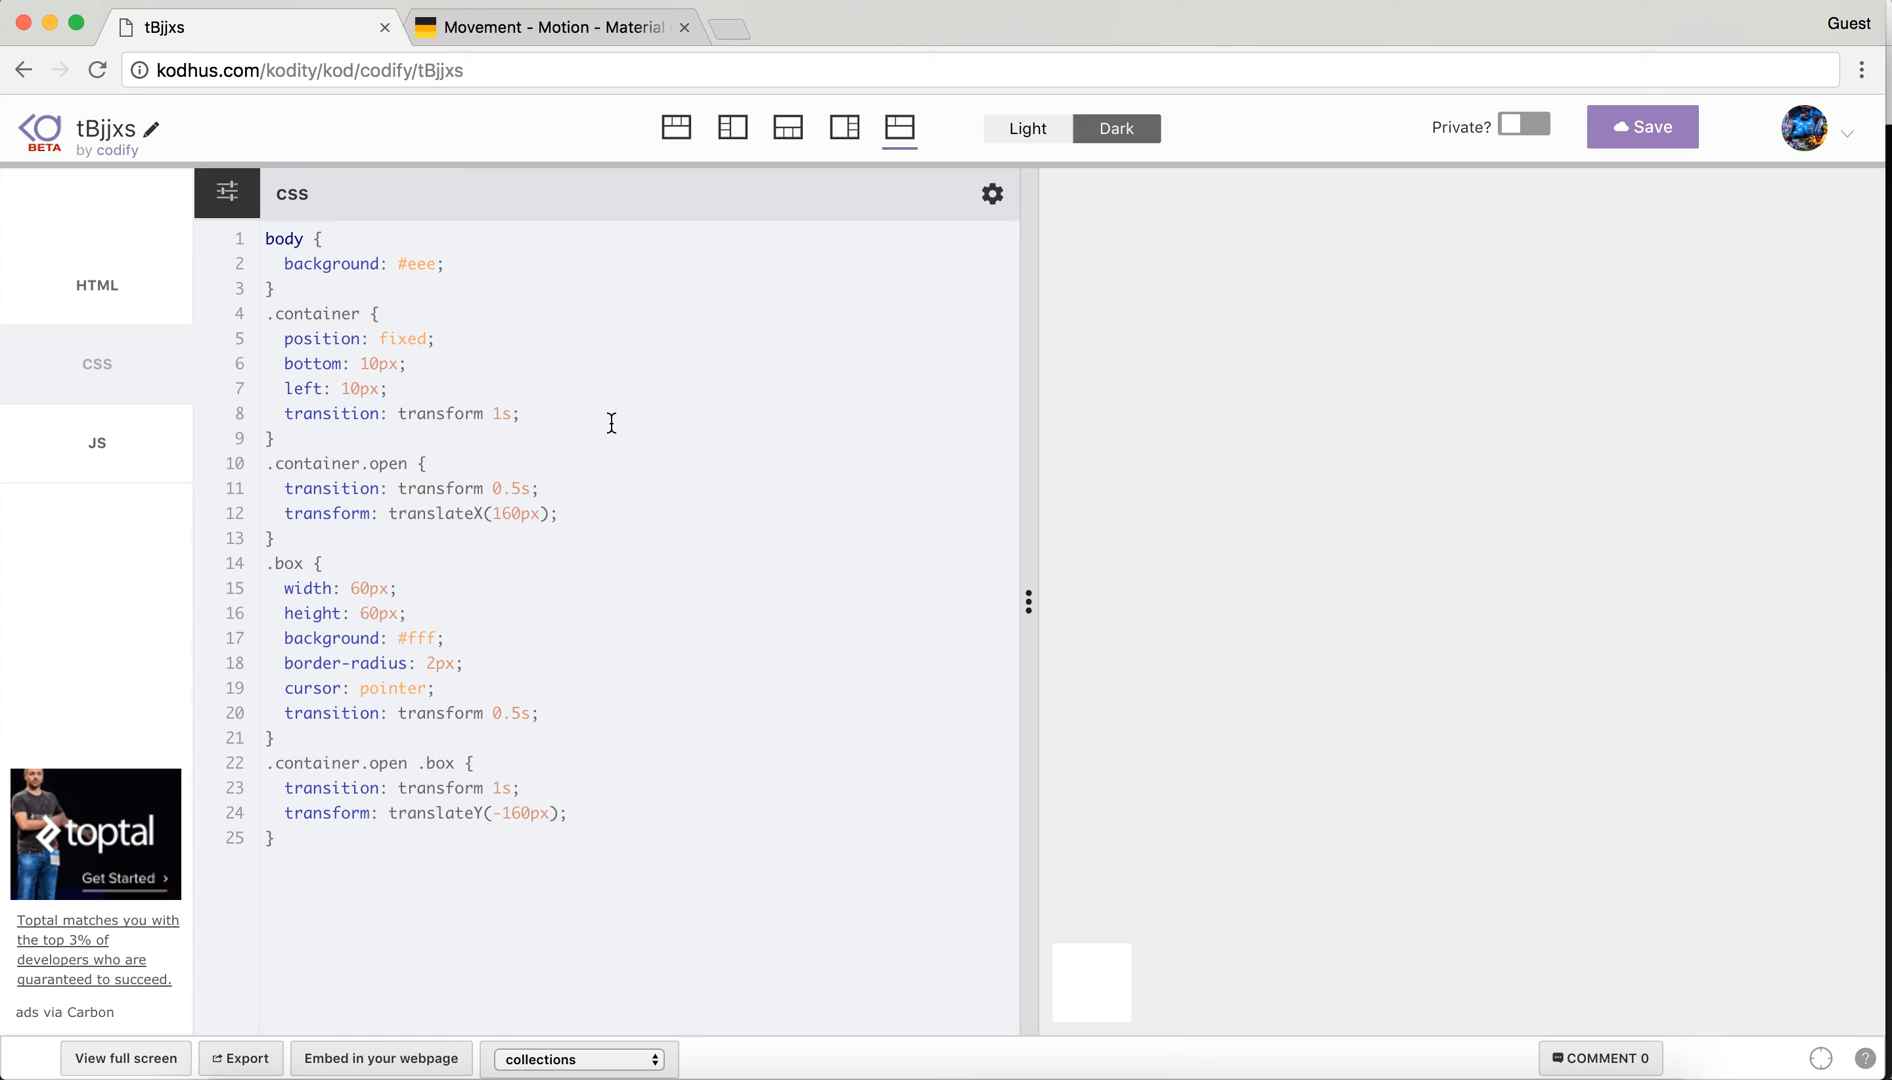 tBjjxs
Movement - Motion - Material
Guest
kodhus.com/kodity/kod/codify/tBjjxs
BETA
tBjjxs
by codify
Light
Dark
Private?
Save
HTML
CSS
JS
CSS
1 body {
2 background: #eee;
3 }
4 .container {
5 position: fixed;
6 bottom: 10px;
7 left: 10px;
8 transition: transform 1s;
9 }
10 .container.open {
11 transition: transform 0.5s;
12 transform: translateX(160px);
13 }
14 .box {
15 width: 60px;
16 height: 60px;
17 background: #fff;
18 border-radius: 2px;
19 cursor: pointer;
20 transition: transform 0.5s;
21 }
22 .container.open .box {
23 transition: transform 1s;
24 transform: translateY(-160px);
25 }
toptal
Get Started ›
Toptal matches you with
the top 3% of
developers who are
guaranteed to succeed.
ads via Carbon
View full screen
Export
Embed in your webpage
collections
COMMENT 0
?